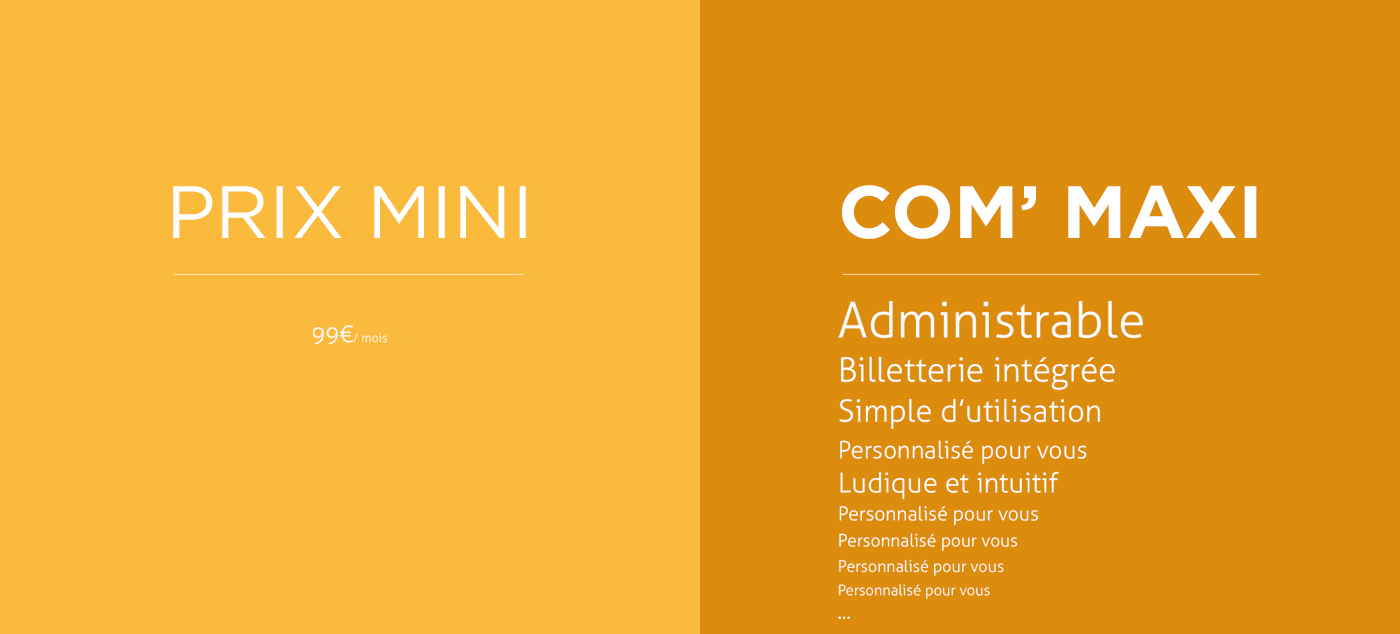 PRIX MINI
99€/ mois
COM’ MAXI
Administrable
Billetterie intégrée
Simple d’utilisation
Personnalisé pour vous
Ludique et intuitif
Personnalisé pour vous
Personnalisé pour vous
Personnalisé pour vous
Personnalisé pour vous
...